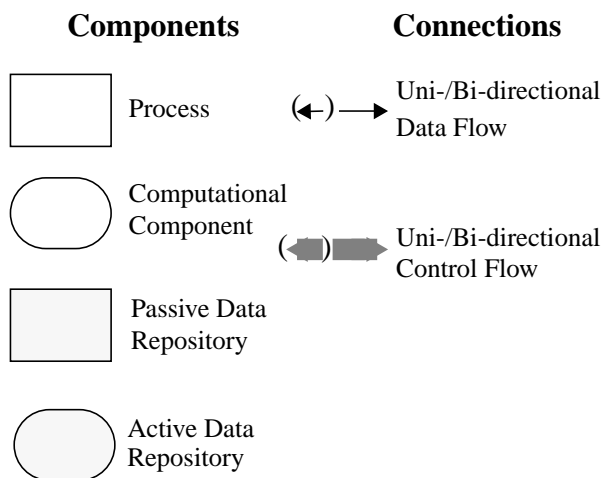 Components
Process
Computational
Component
Passive Data
Repository
Active Data
Repository
Connections
( ) Uni-/Bi-directional
Data Flow
( ) Uni-/Bi-directional
Control Flow